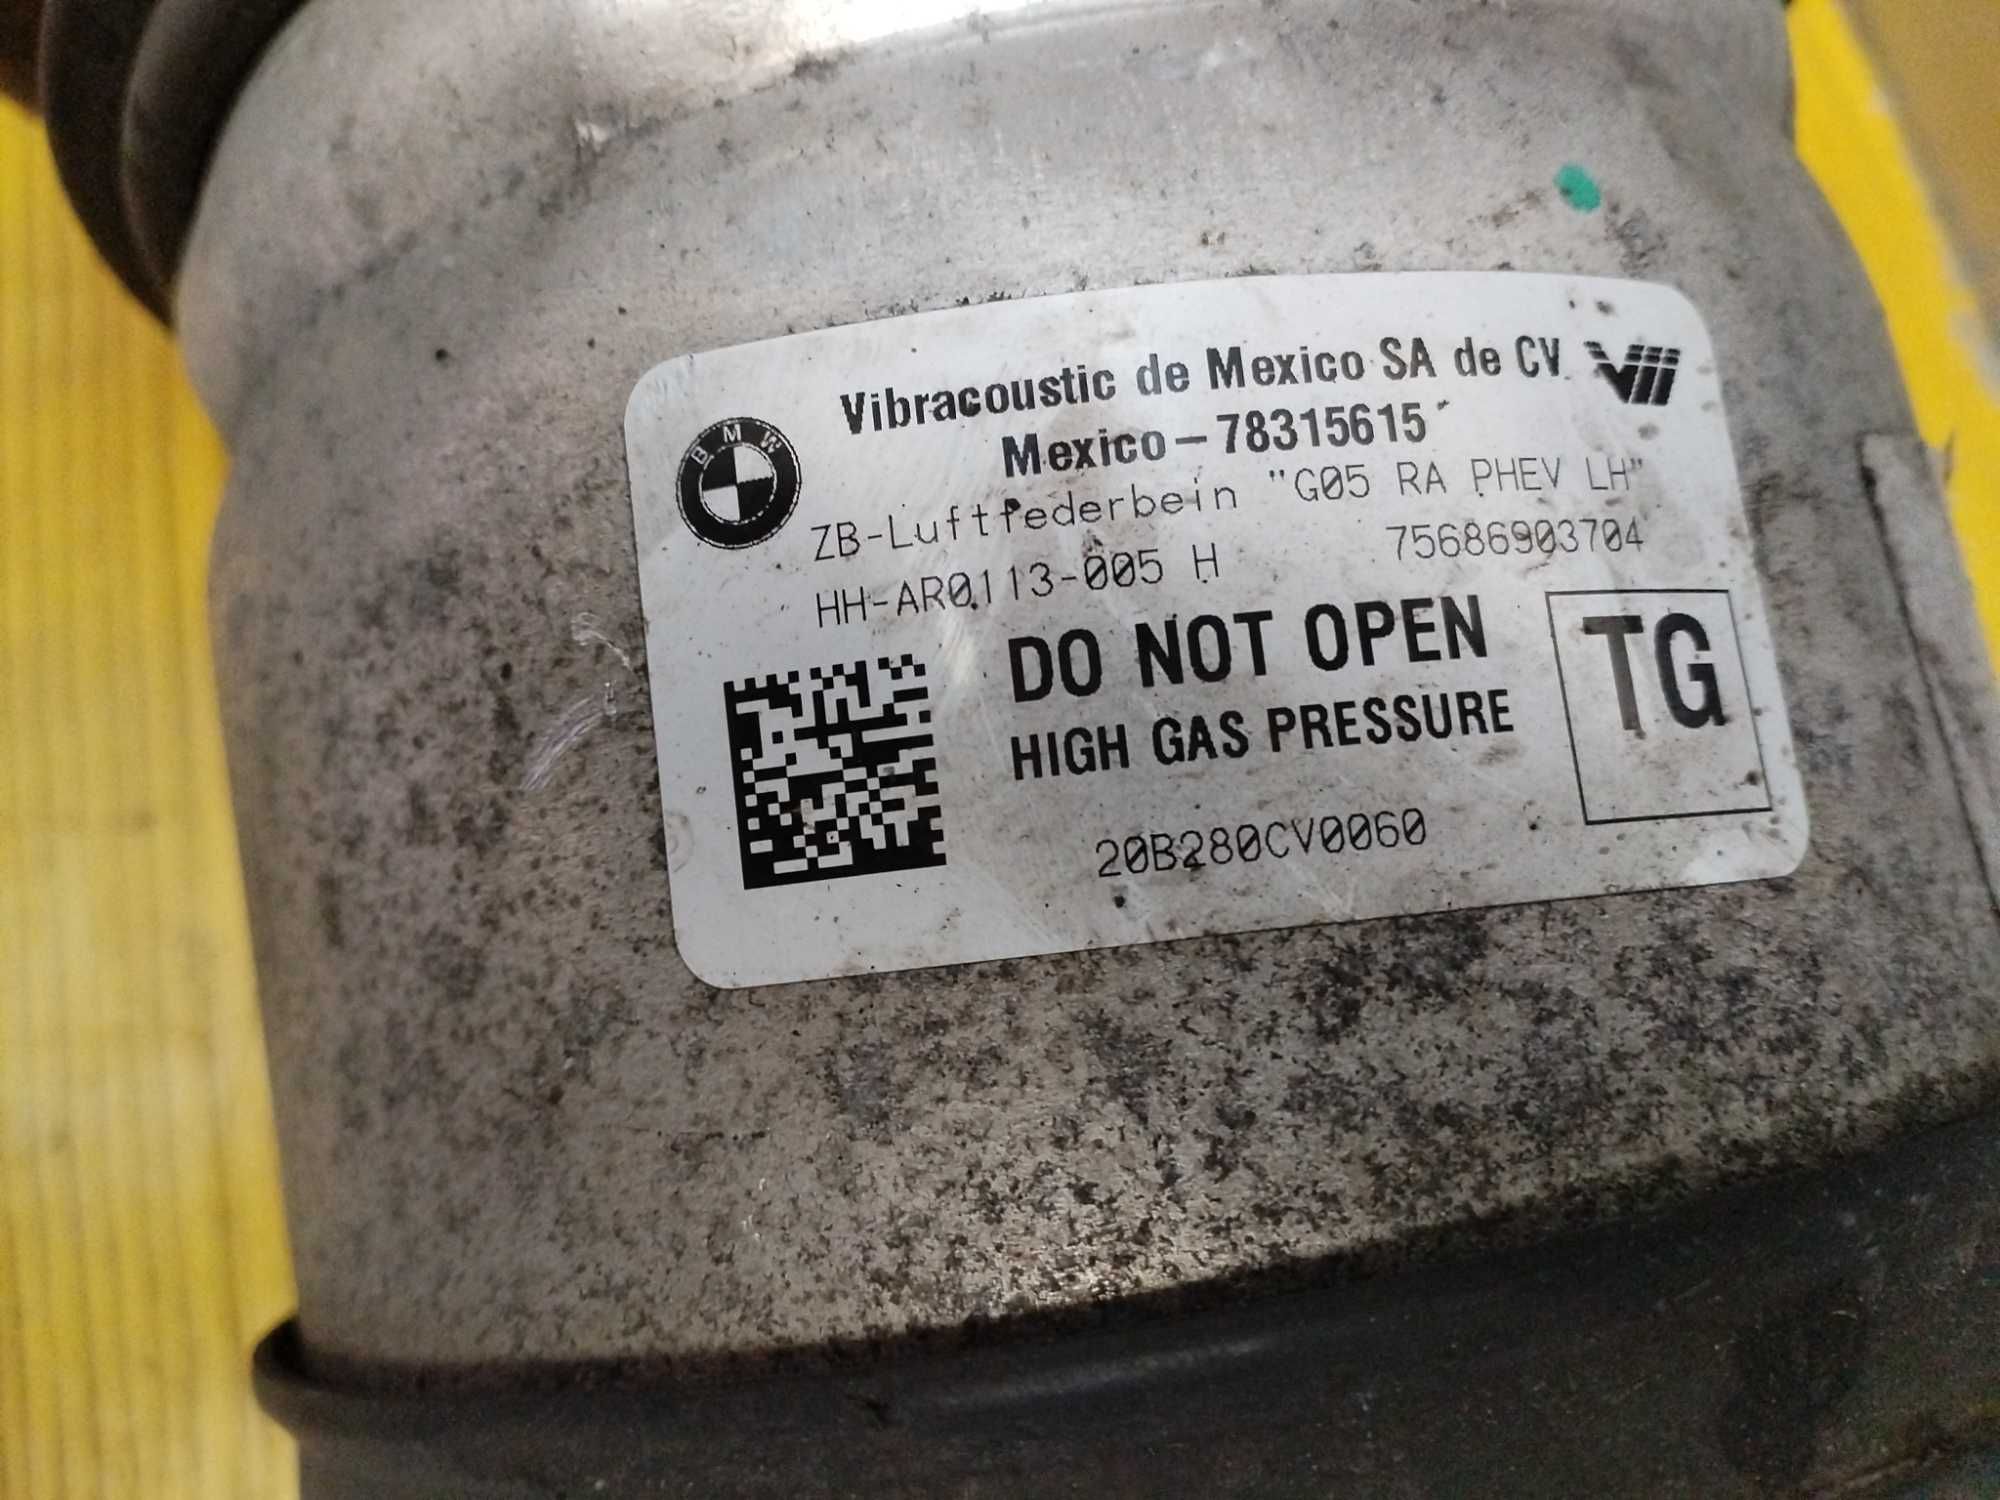 Vibracoustic de Mexico SA de CV
Mexico-78315615
BMW
ZB-Luftfederbein "G05 RA PHEV LH"
HH-AR0113-005 H 75686903704
DO NOT OPEN
TG
HIGH GAS PRESSURE
20B280CV0060